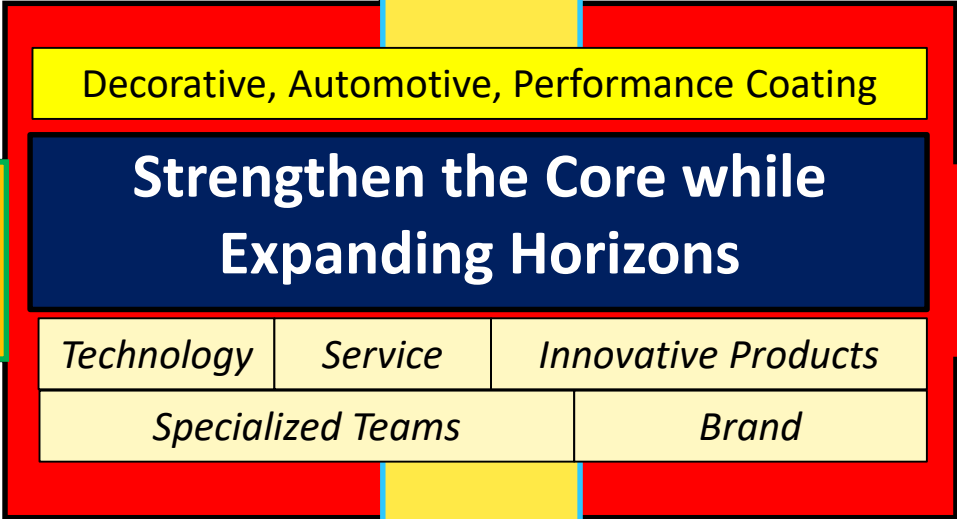 Decorative, Automotive, Performance Coating
Strengthen the Core while
Expanding Horizons
Technology Service Innovative Products
Specialized Teams Brand